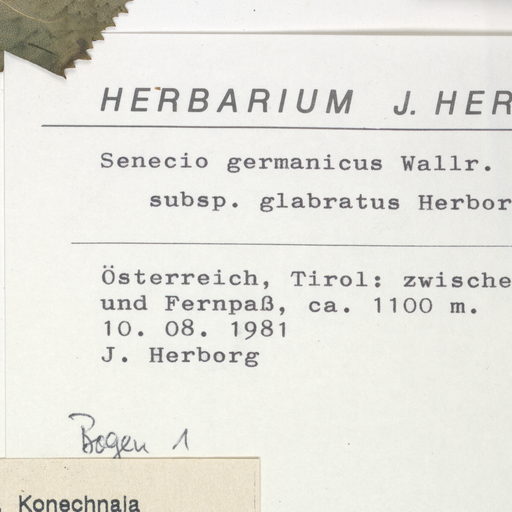 HERBARIUM J. HER
Senecio germanicus Wallr.
subsp. glabratus Herbor
Österreich, Tirol: zwische
und Fernpaß, ca. 1100 m.
10. 08. 1981
J. Herborg
Bogen 1
Konechnaja